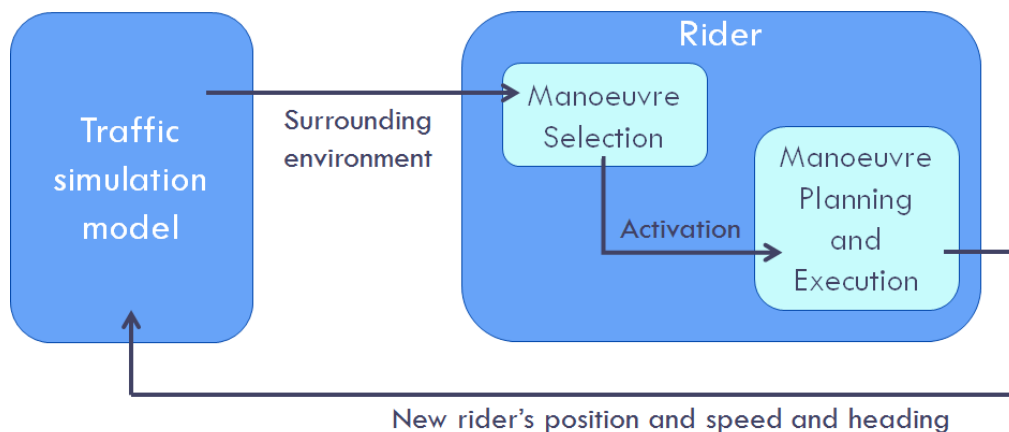 Rider
Traffic
simulation
model
Surrounding
environment
Manoeuvre
Selection
Activation
Manoeuvre
Planning
and
Execution
New rider's position and speed and heading